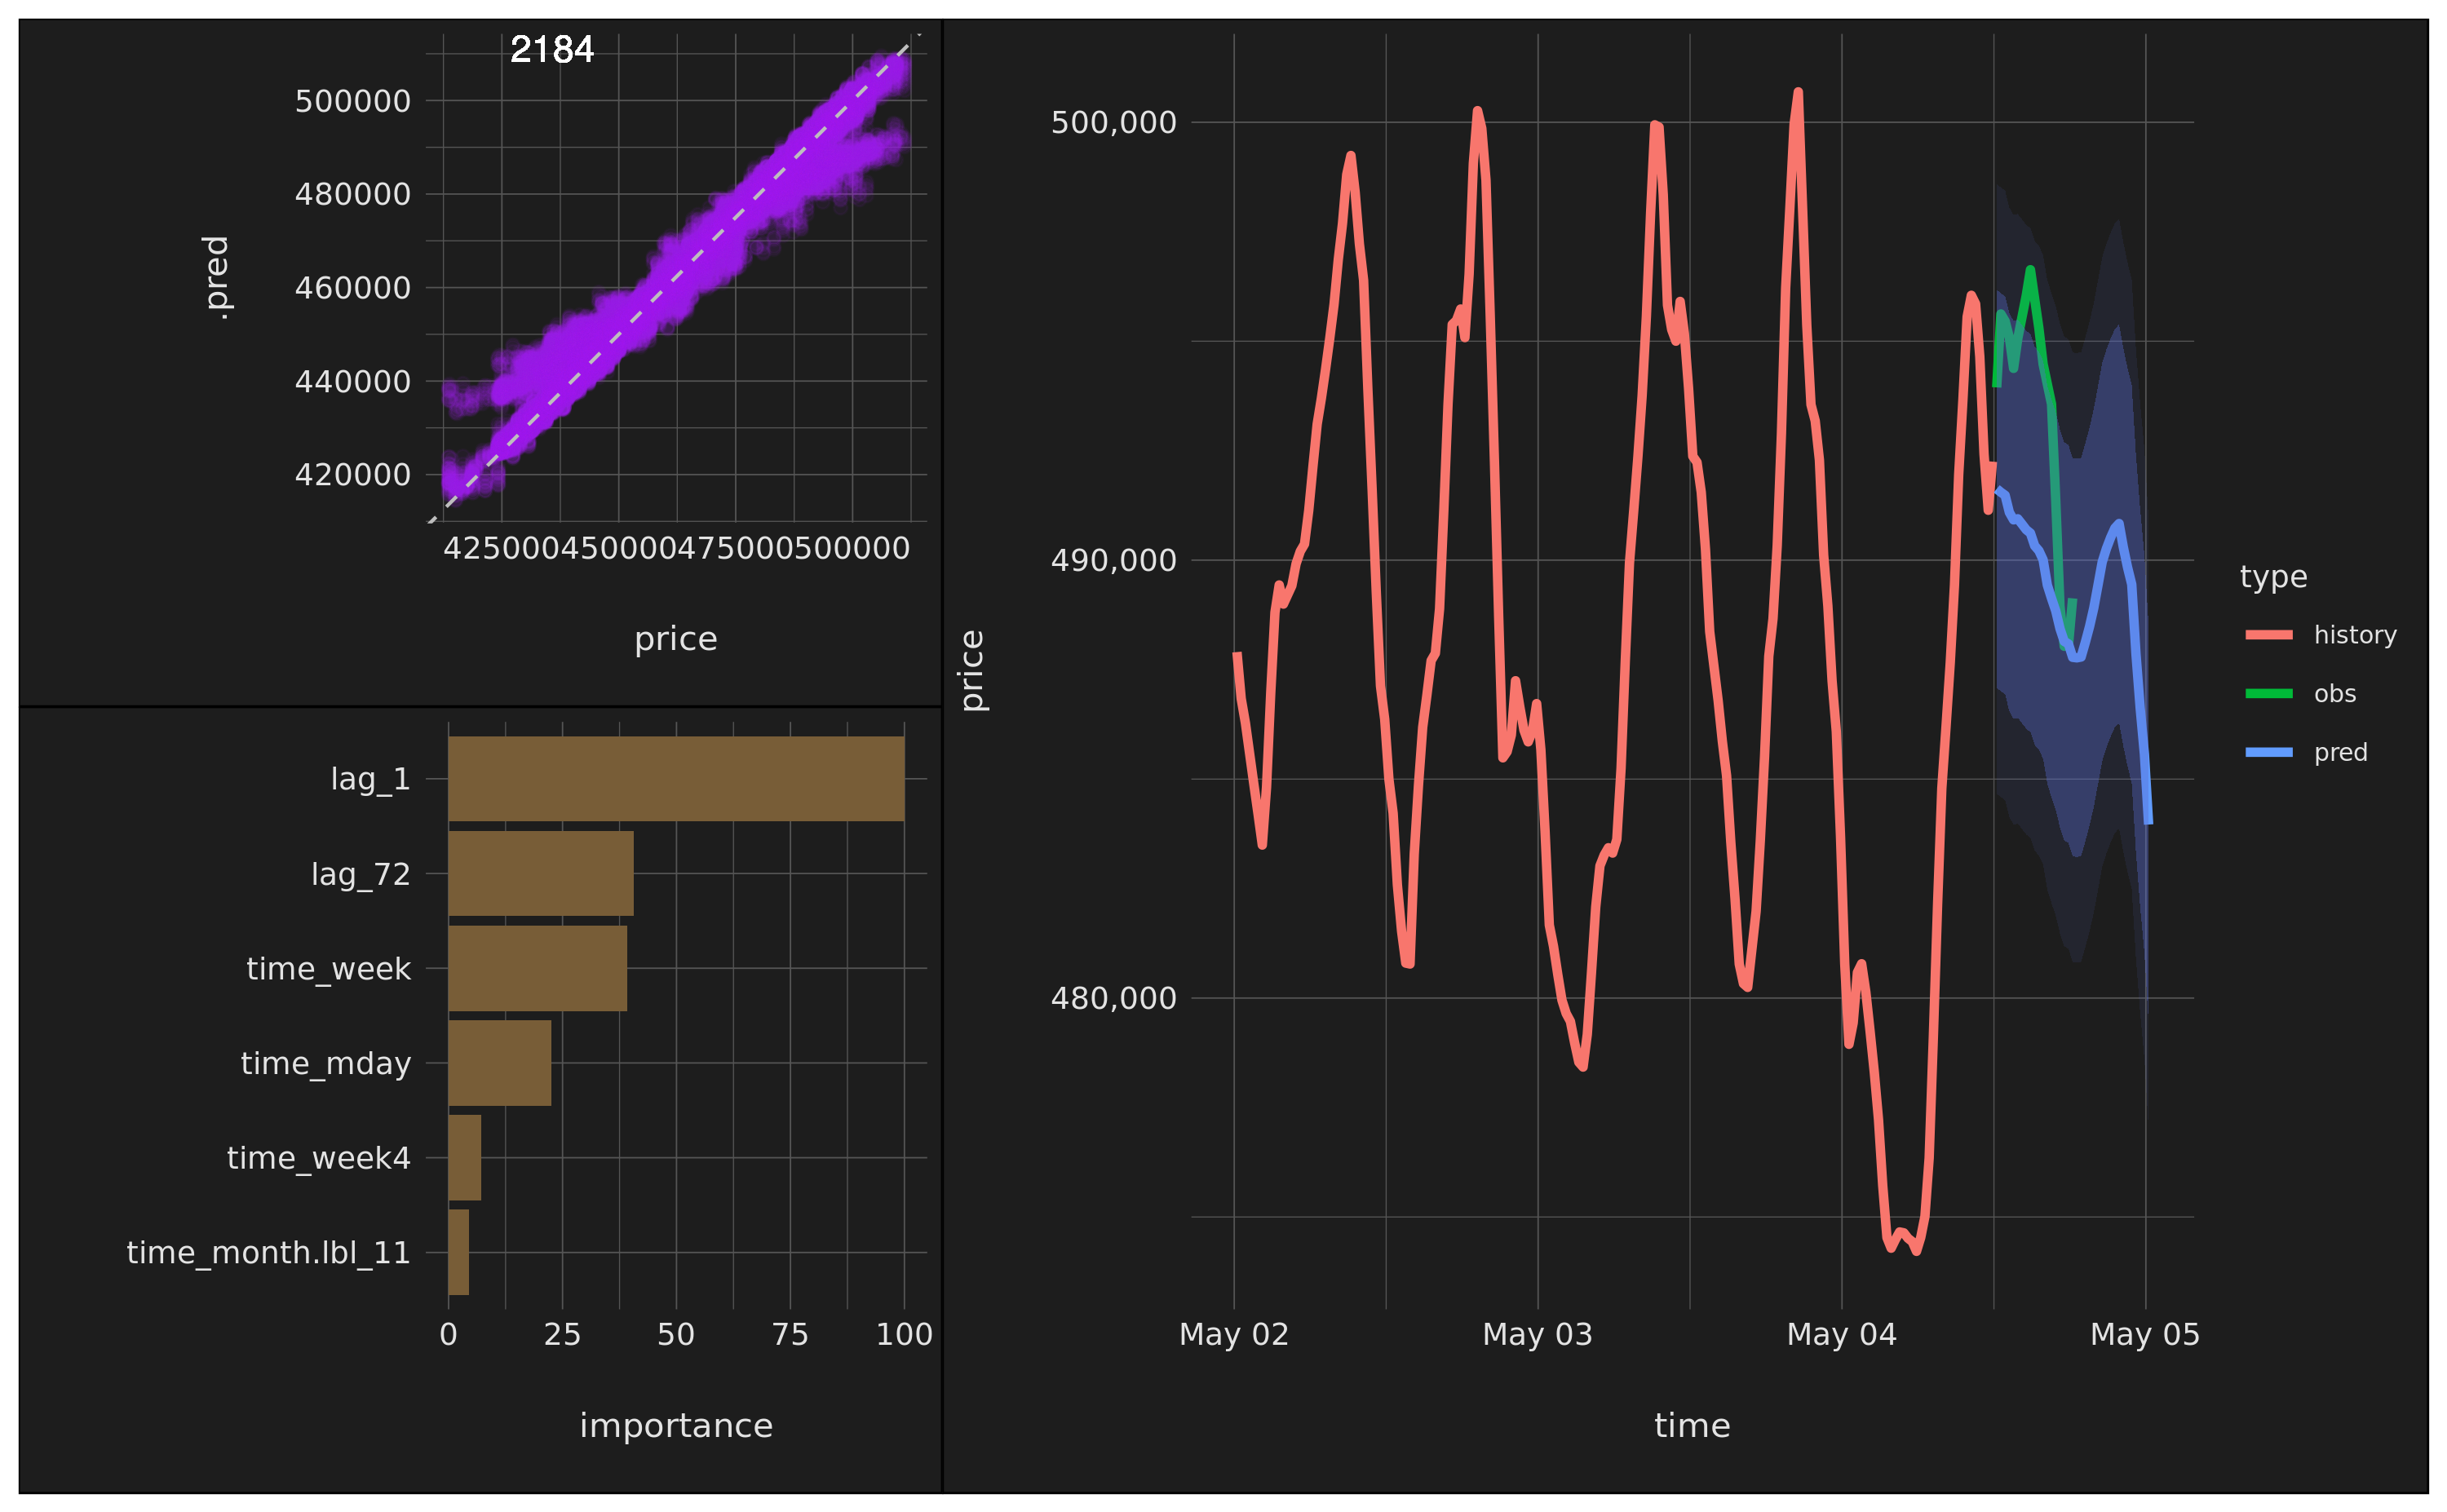 2184
.pred
500000
480000
460000
440000
420000
425000450000475000500000
price
lag_1
lag_72
time_week
time_mday
time_week4
time_month.lbl_11
0 25 50 75 100
importance
price
500,000
490,000
480,000
May 02 May 03 May 04 May 05
time
type
history
obs
pred